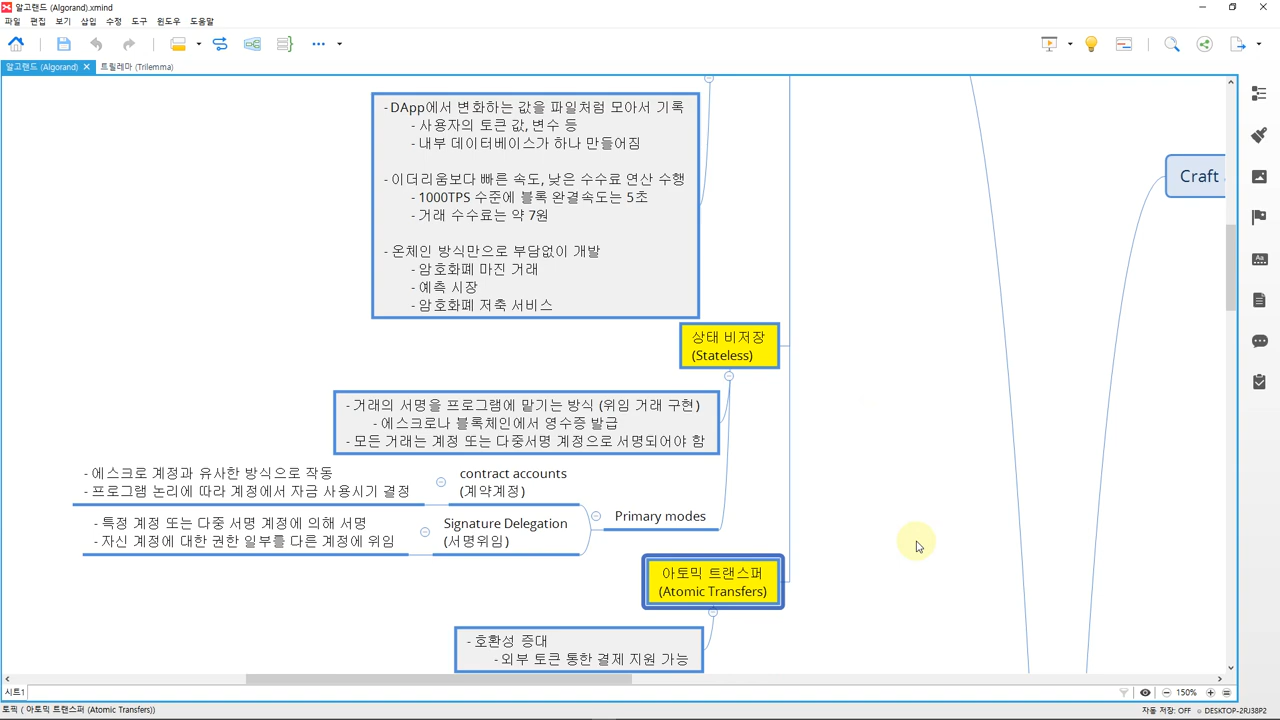 알고랜드 (Algorand).xmind
파일 편집 보기 삽입 수정 도구 윈도우 도움말
알고랜드 (Algorand) 트릴레마 (Trilemma)
- DApp에서 변화하는 값을 파일처럼 모아서 기록
- 사용자의 토큰 값, 변수 등
- 내부 데이터베이스가 하나 만들어짐
- 이더리움보다 빠른 속도, 낮은 수수료 연산 수행
- 1000TPS 수준에 블록 완결속도는 5초
- 거래 수수료는 약 7원
- 온체인 방식만으로 부담없이 개발
- 암호화폐 마진 거래
- 예측 시장
- 암호화폐 저축 서비스
Craft
상태 비저장
(Stateless)
- 거래의 서명을 프로그램에 맡기는 방식 (위임 거래 구현)
- 에스크로나 블록체인에서 영수증 발급
- 모든 거래는 계정 또는 다중서명 계정으로 서명되어야 함
- 에스크로 계정과 유사한 방식으로 작동
- 프로그램 논리에 따라 계정에서 자금 사용시기 결정
contract accounts
(계약계정)
- 특정 계정 또는 다중 서명 계정에 의해 서명
- 자신 계정에 대한 권한 일부를 다른 계정에 위임
Signature Delegation
(서명위임)
Primary modes
아토믹 트랜스퍼
(Atomic Transfers)
- 호환성 증대
- 외부 토큰 통한 결제 지원 가능
시트1
150%
토픽 ( 아토믹 트랜스퍼 (Atomic Transfers))
자동 저장: OFF
DESKTOP-2RJ38P2